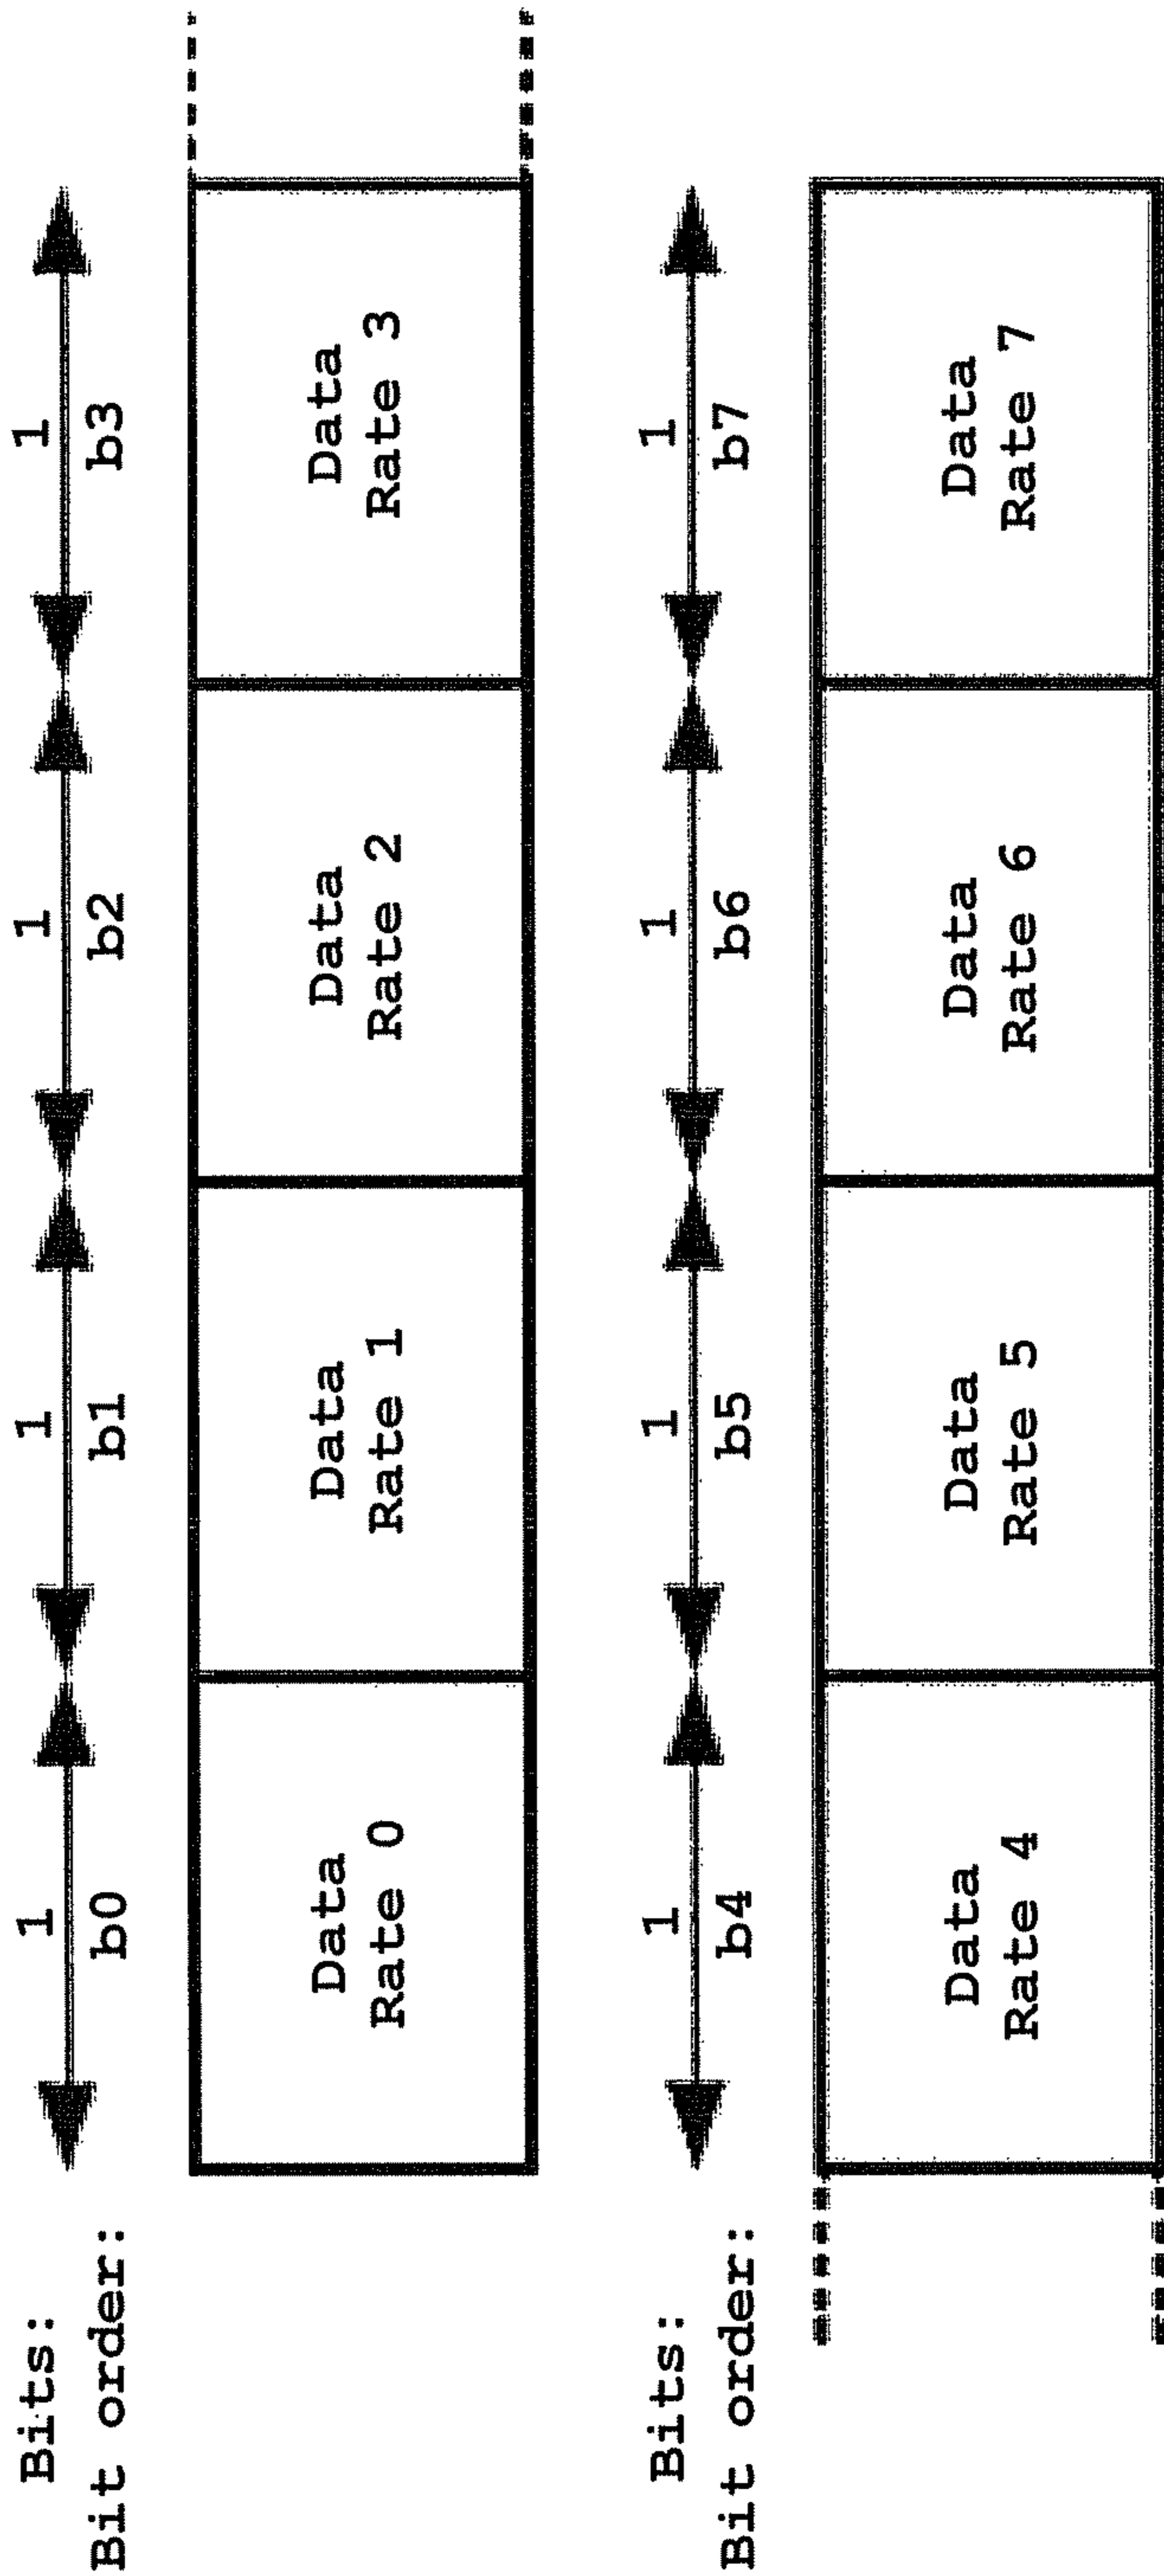 Bits: 1 1 1 1
Bit order: b0 b1 b2 b3
Data Data Data Data
Rate 0 Rate 1 Rate 2 Rate 3
Bits: 1 1 1 1
Bit order: b4 b5 b6 b7
Data Data Data Data
Rate 4 Rate 5 Rate 6 Rate 7